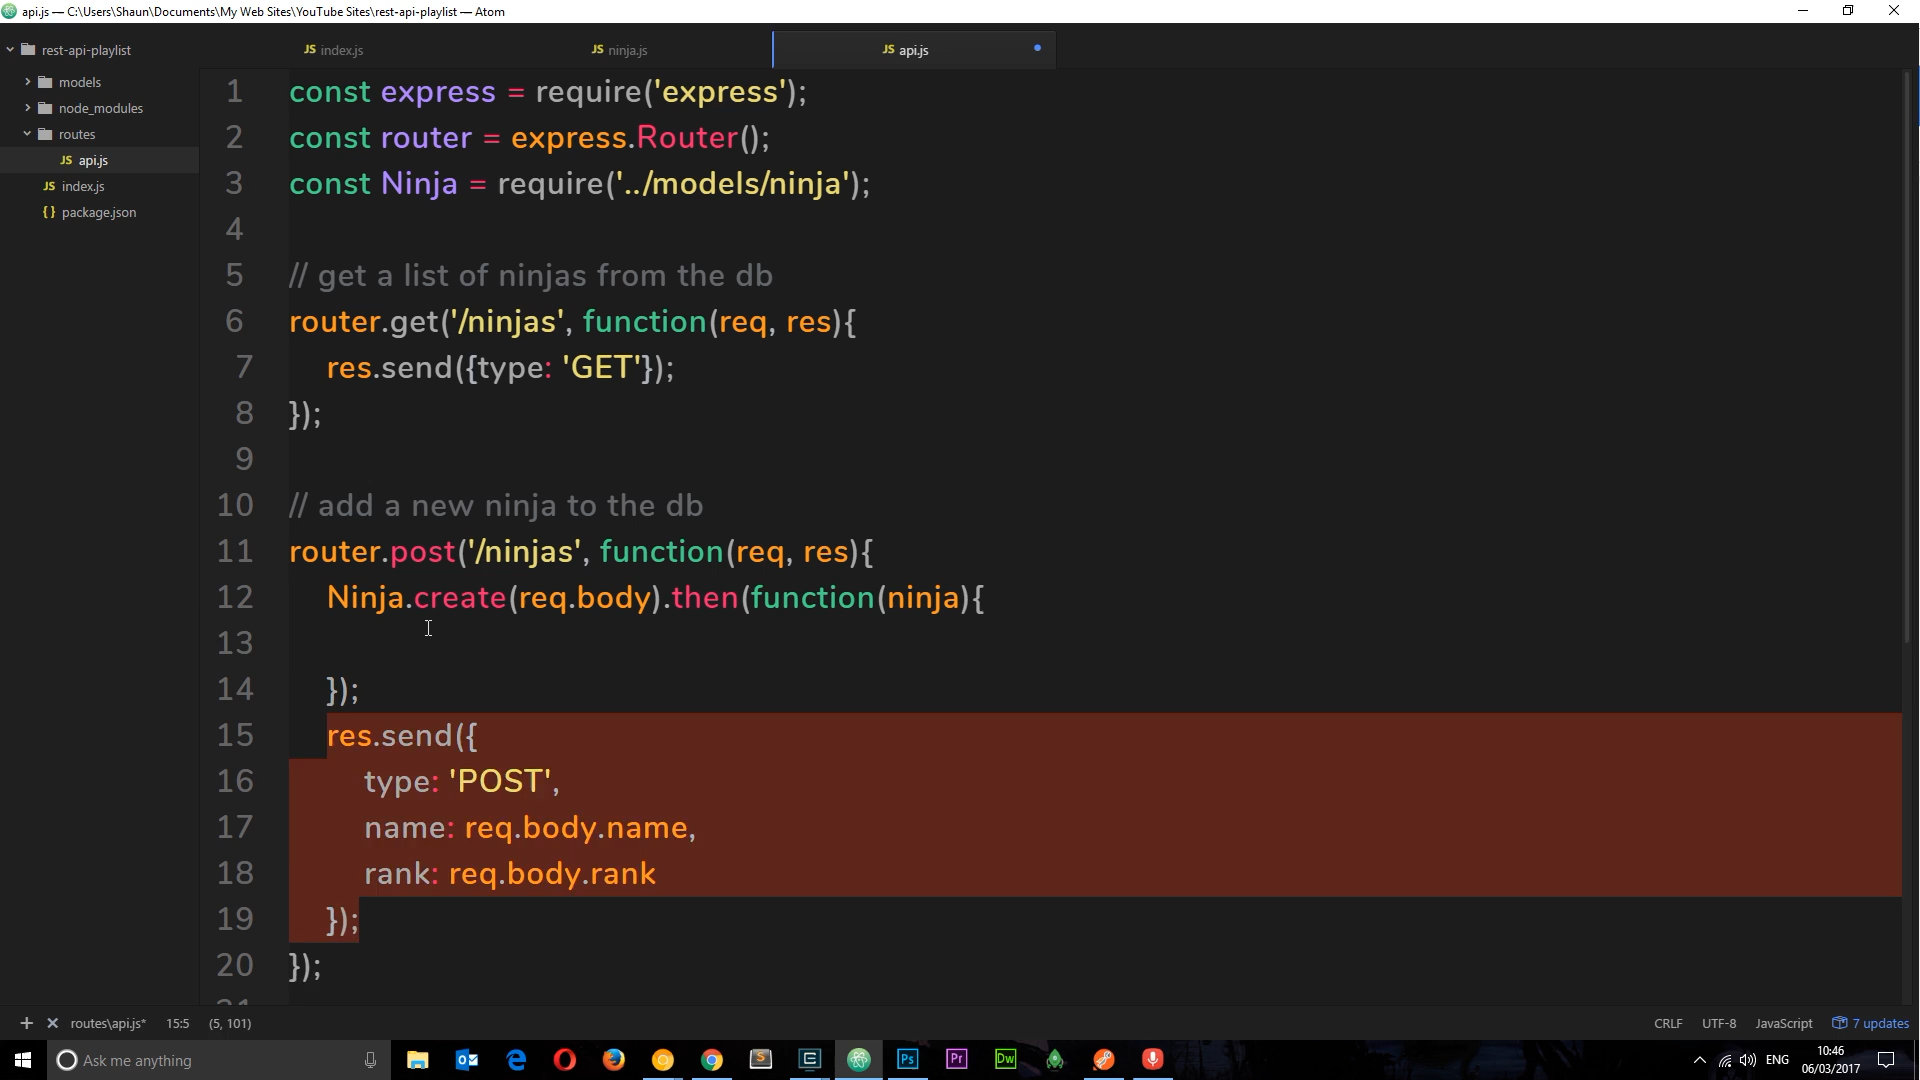 api.js — C:\Users\Shaun\Documents\My Web Sites\YouTube Sites\rest-api-playlist — Atom
rest-api-playlist
models
node_modules
routes
JS api.js
JS index.js
{} package.json
JS index.js
JS ninja.js
JS api.js
1 const express = require('express');
2 const router = express.Router();
3 const Ninja = require('../models/ninja');
4
5 // get a list of ninjas from the db
6 router.get('/ninjas', function(req, res){
7 res.send({type: 'GET'});
8 });
9
10 // add a new ninja to the db
11 router.post('/ninjas', function(req, res){
12 Ninja.create(req.body).then(function(ninja){
13
14 });
15 res.send({
16 type: 'POST',
17 name: req.body.name,
18 rank: req.body.rank
19 });
20 });
21
routes\api.js* 15:5 (5, 101)
CRLF UTF-8 JavaScript 7 updates
Ask me anything
Ps
Pr
Dw
ENG
10:46
06/03/2017